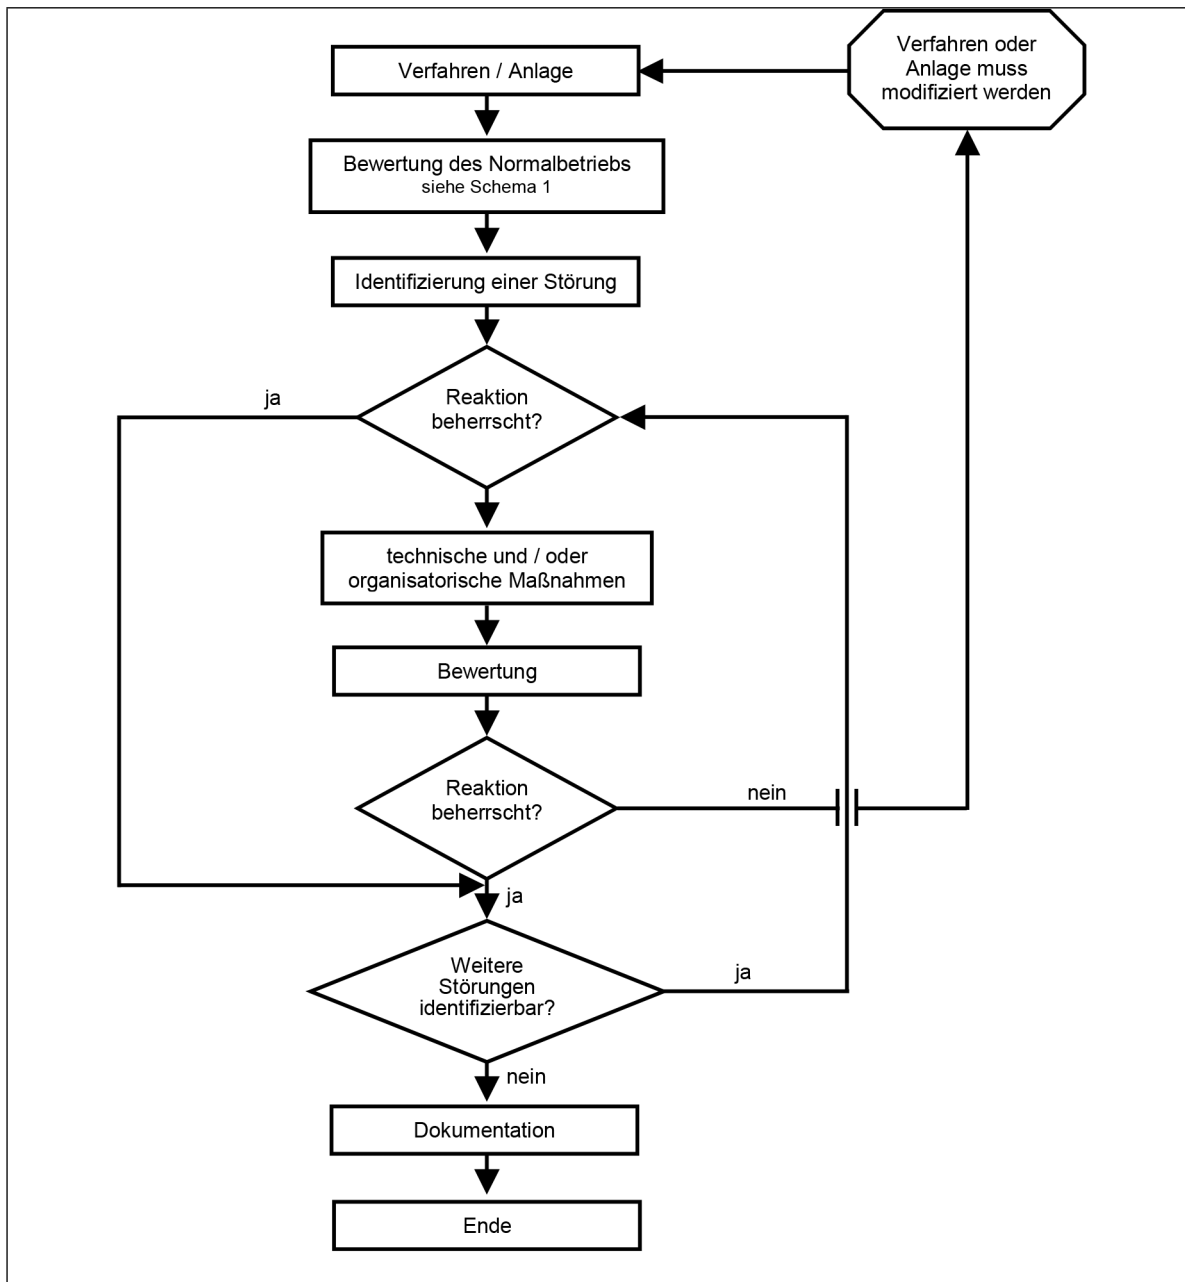 Verfahren oder
Anlage muss
modifiziert werden
Verfahren / Anlage
Bewertung des Normalbetriebs
siehe Schema 1
Identifizierung einer Störung
ja
Reaktion
beherrscht?
technische und / oder
organisatorische Maßnahmen
Bewertung
Reaktion
beherrscht?
nein
ja
Weitere
Störungen
identifizierbar?
ja
nein
Dokumentation
Ende